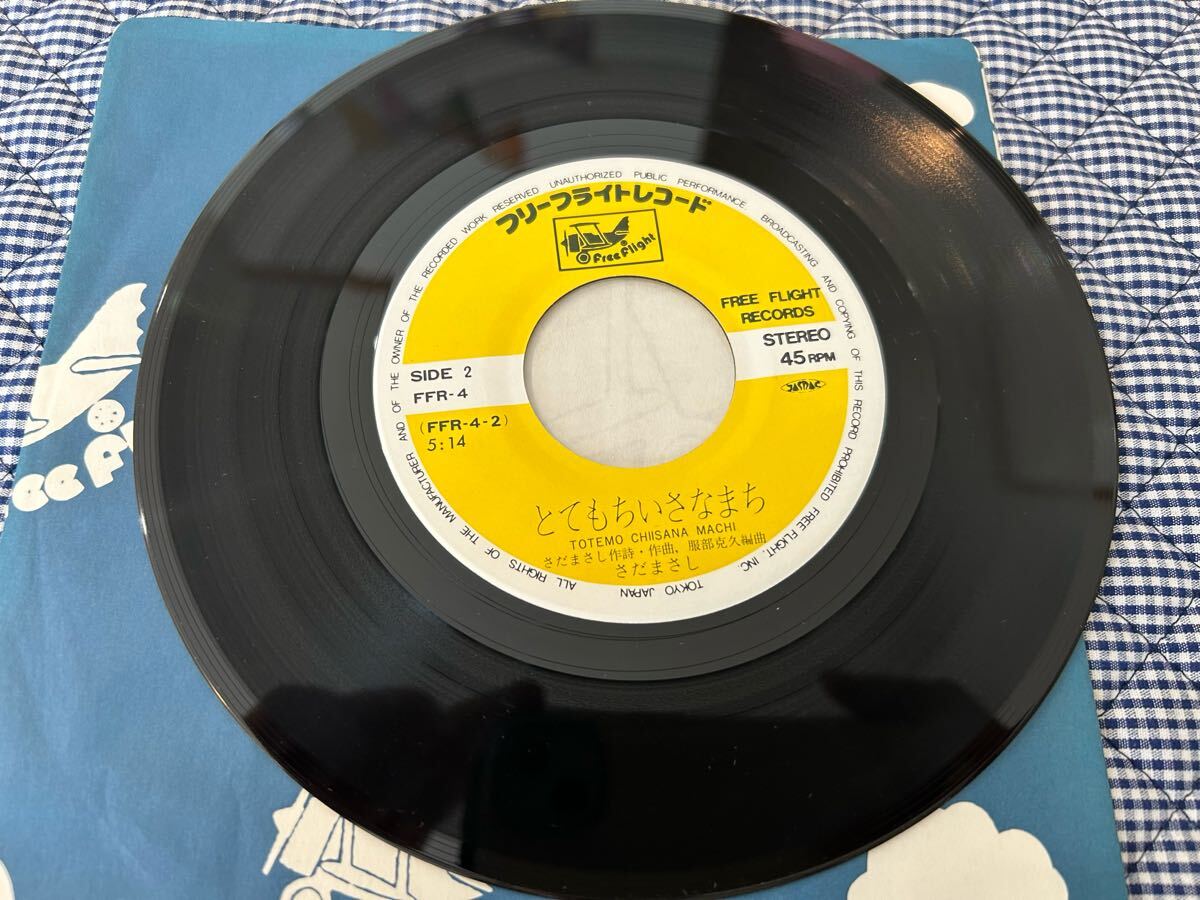 フリーフライトレコード
Free Flight
FREE FLIGHT
RECORDS
STEREO
45 RPM
JASRAC
SIDE 2
FFR-4
(FFR-4-2)
5:14
とてもちいさなまち
TOTEMO CHIISANA MACHI
さだまさし作詩・作曲, 服部克久編曲
さだまさし
ALL RIGHTS OF THE MANUFACTURER AND OF THE OWNER OF THE RECORDED WORK RESERVED UNAUTHORIZED PUBLIC PERFORMANCE BROADCASTING AND COPYING OF THIS RECORD PROHIBITED FREE FLIGHT, INC. TOKYO JAPAN